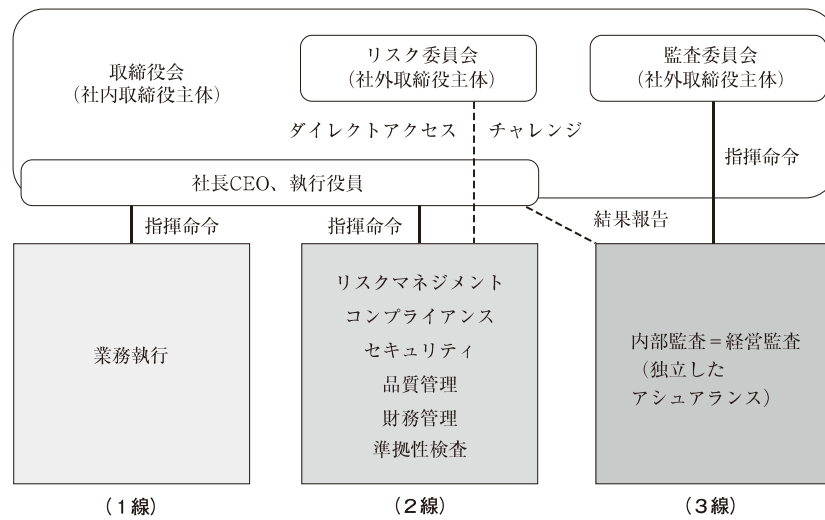 取締役会
（社内取締役主体）
リスク委員会
（社外取締役主体）
監査委員会
（社外取締役主体）
ダイレクトアクセス
チャレンジ
指揮命令
社長CEO、執行役員
指揮命令
指揮命令
結果報告
業務執行
リスクマネジメント
コンプライアンス
セキュリティ
品質管理
財務管理
準拠性検査
内部監査＝経営監査
（独立した
アシュアランス）
（1線）
（2線）
（3線）